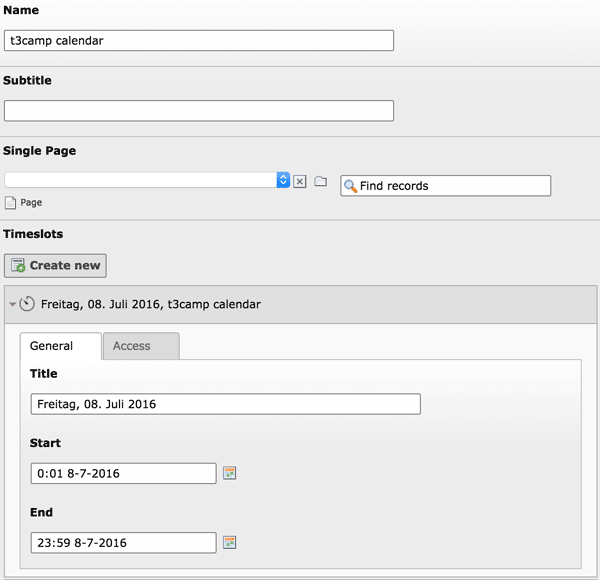 Name
t3camp calendar
Subtitle
Single Page
Find records
Page
Timeslots
Create new
Freitag, 08. Juli 2016, t3camp calendar
General Access
Title
Freitag, 08. Juli 2016
Start
0:01 8-7-2016
End
23:59 8-7-2016